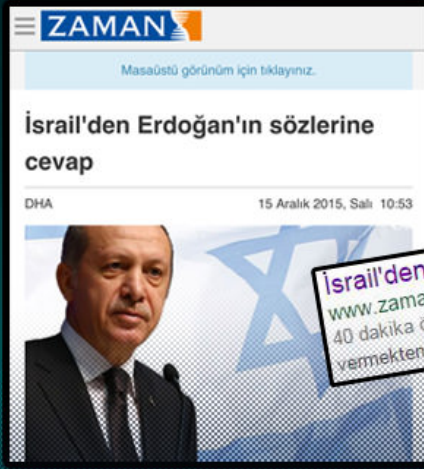 ZAMAN
Masaüstü görünüm için tıklayınız.
İsrail'den Erdoğan'ın sözlerine
cevap
DHA
15 Aralık 2015, Salı 10:53
İsrail'den
www.zama
40 dakika
vermekten